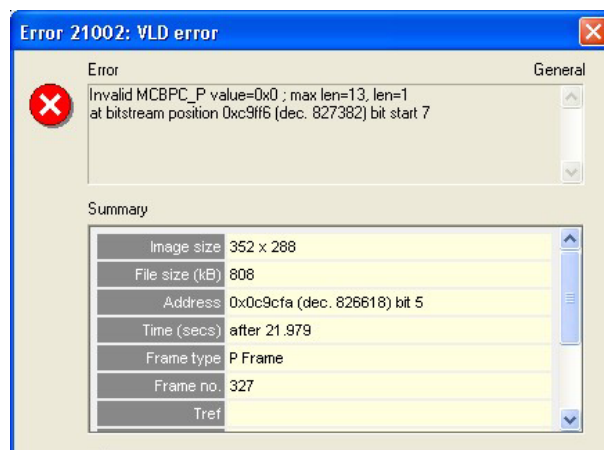 Error 21002: VLD error
Error General
Invalid MCBPC_P value=0x0 ; max len=13, len=1
at bitstream position 0xc9ff6 (dec. 827382) bit start 7
Summary
Image size 352 x 288
File size (kB) 808
Address 0x0c9cfa (dec. 826618) bit 5
Time (secs) after 21.979
Frame type P Frame
Frame no. 327
Tref